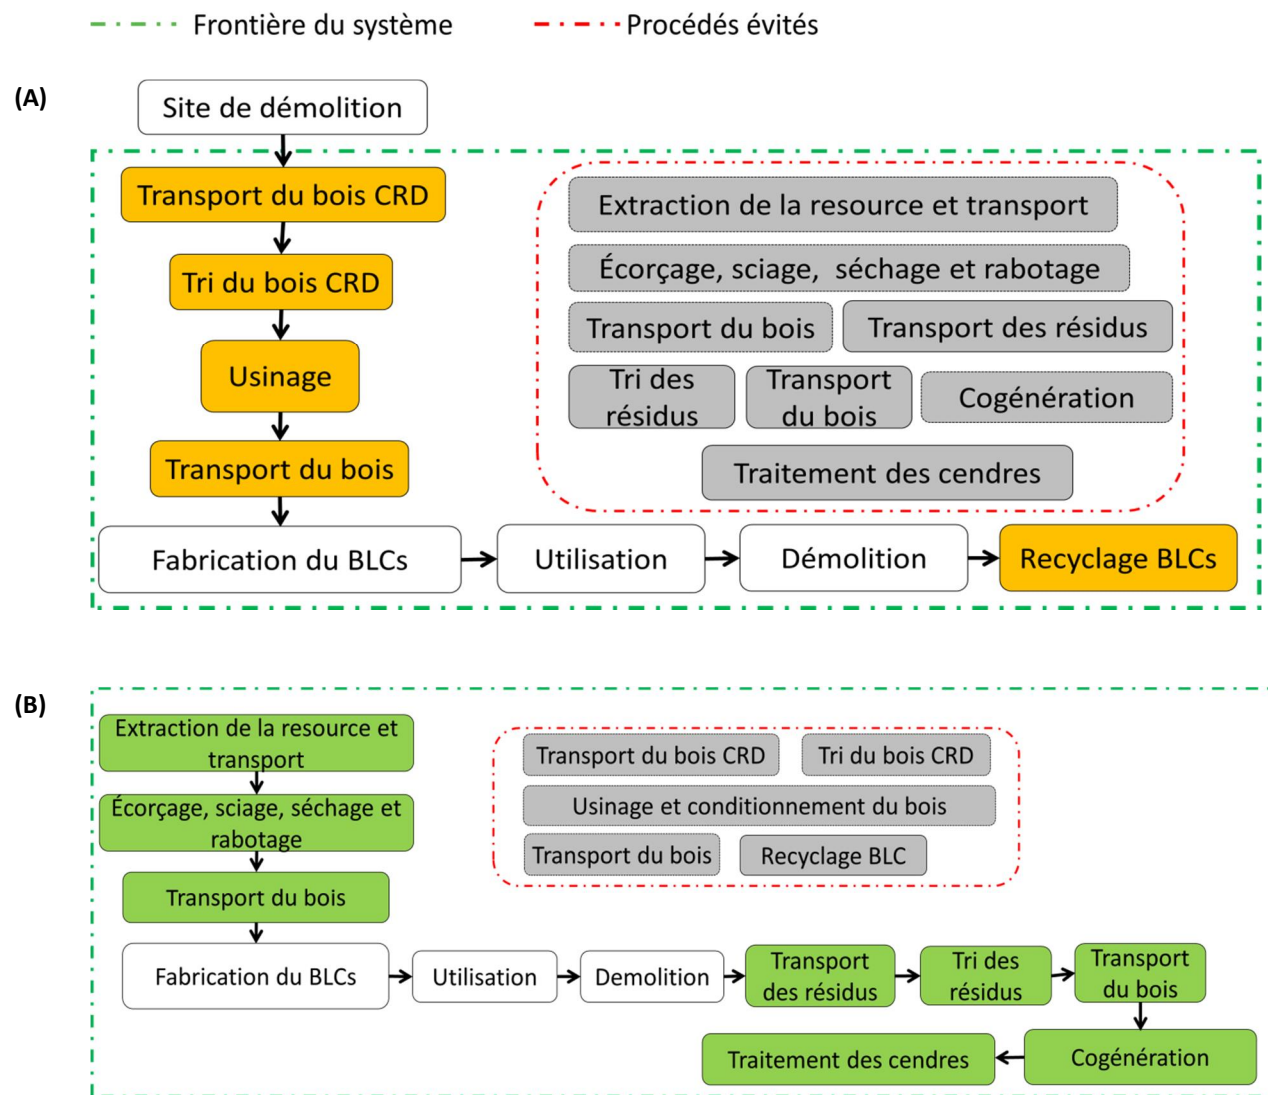 Frontière du système
Procédés évités
(A)
Site de démolition
Transport du bois CRD
Tri du bois CRD
Usinage
Transport du bois
Extraction de la resource et transport
Écorçage, sciage, séchage et rabotage
Transport du bois
Transport des résidus
Tri des
résidus
Transport
du bois
Cogénération
Traitement des cendres
Fabrication du BLCs
Utilisation
Démolition
Recyclage BLCs
(B)
Extraction de la resource et
transport
Écorçage, sciage, séchage et
rabotage
Transport du bois
Transport du bois CRD
Tri du bois CRD
Usinage et conditionnement du bois
Transport du bois
Recyclage BLC
Fabrication du BLCs
Utilisation
Demolition
Transport
des résidus
Tri des
résidus
Transport
du bois
Traitement des cendres
Cogénération